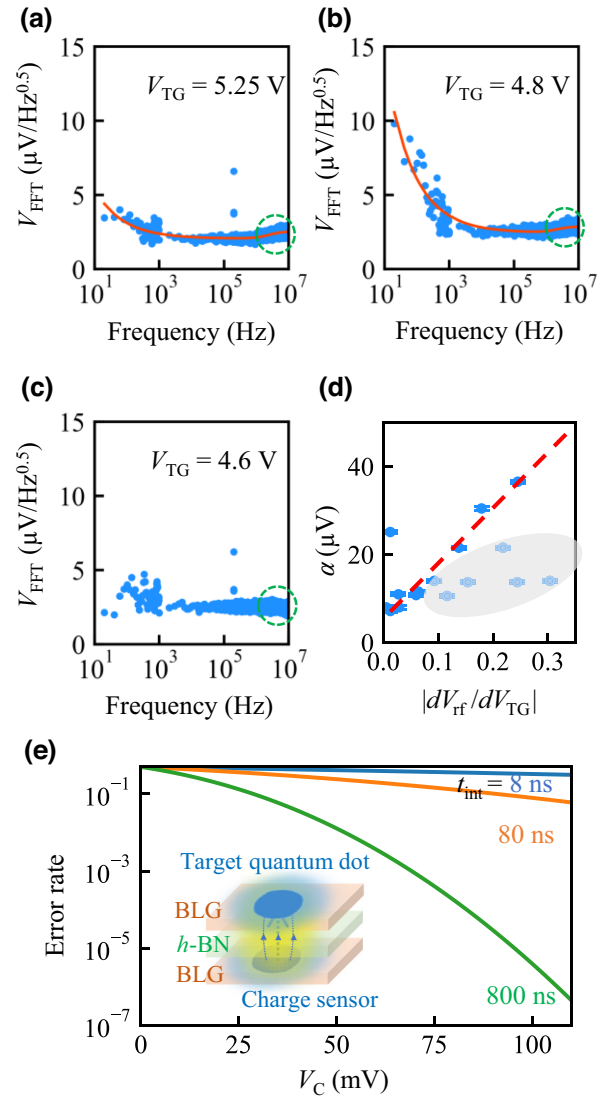 (a)
15
10
5
0
V_FFT (µV/Hz^0.5)
V_TG = 5.25 V
10^1 10^3 10^5 10^7
Frequency (Hz)
(b)
15
10
5
0
V_FFT (µV/Hz^0.5)
V_TG = 4.8 V
10^1 10^3 10^5 10^7
Frequency (Hz)
(c)
15
10
5
0
V_FFT (µV/Hz^0.5)
V_TG = 4.6 V
10^1 10^3 10^5 10^7
Frequency (Hz)
(d)
40
20
0
α (µV)
0.0 0.1 0.2 0.3
|dV_rf/dV_TG|
(e)
10^−1
10^−3
10^−5
10^−7
Error rate
t_int = 8 ns
80 ns
800 ns
Target quantum dot
BLG
h-BN
BLG
Charge sensor
0 25 50 75 100
V_C (mV)